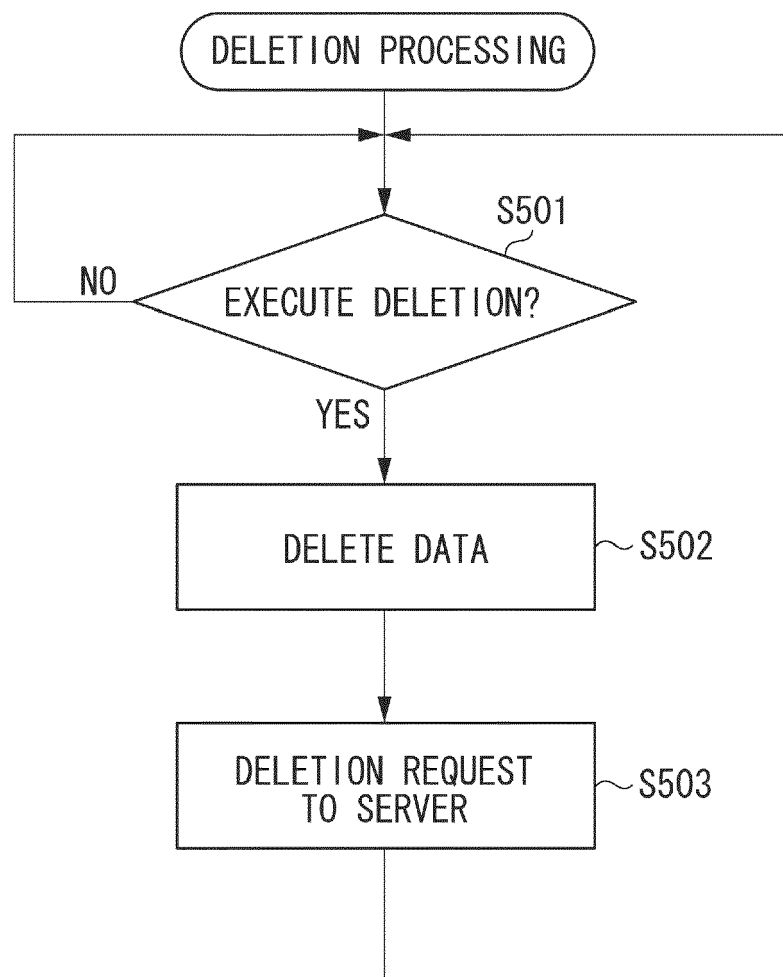 DELETION PROCESSING
S501
NO
EXECUTE DELETION?
YES
DELETE DATA
S502
DELETION REQUEST
TO SERVER
S503